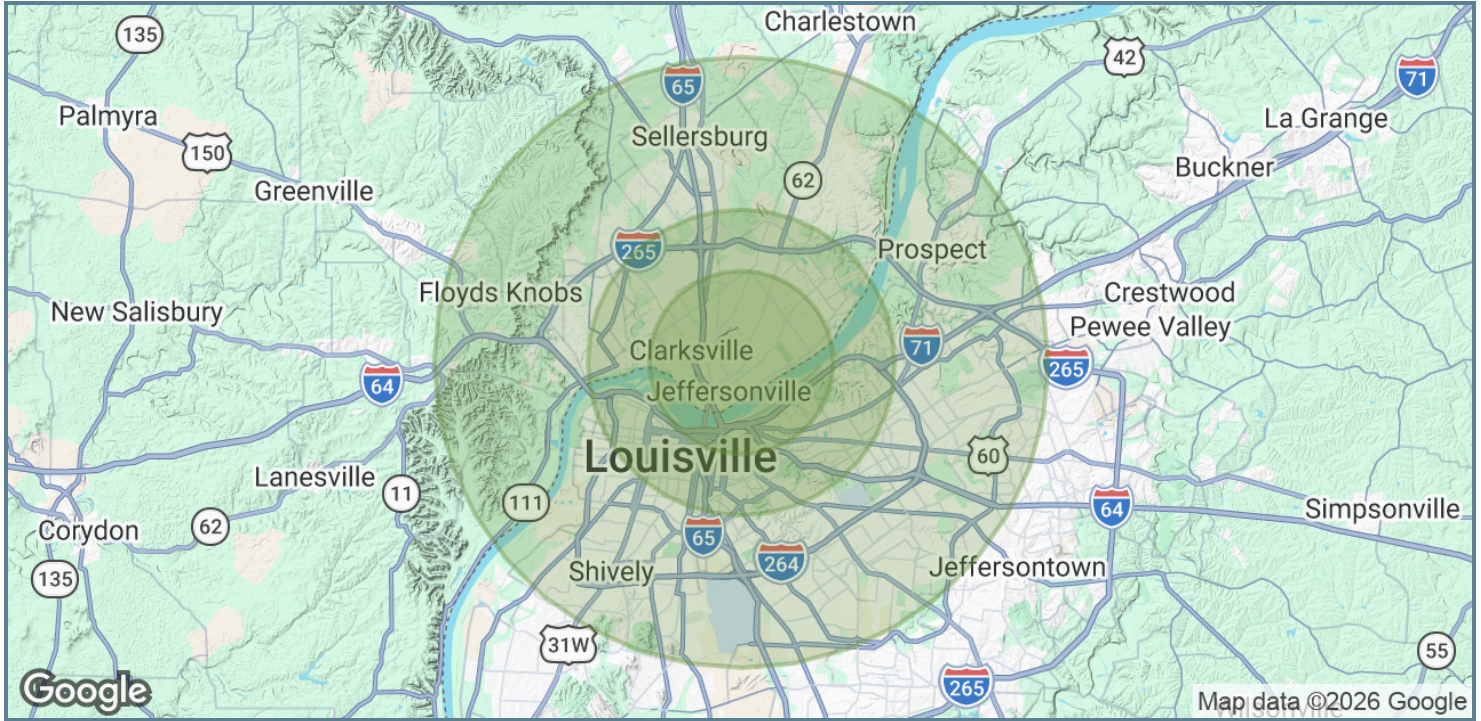 Charlestown
135
42
71
65
Palmyra
La Grange
Sellersburg
150
Buckner
62
Greenville
265
Prospect
Floyds Knobs
Crestwood
New Salisbury
Pewee Valley
71
Clarksville
265
64
Jeffersonville
Louisville
60
Lanesville
11
111
64
Simpsonville
62
Corydon
65
264
Shively
Jeffersontown
135
31W
55
265
Google
Map data ©2026 Google